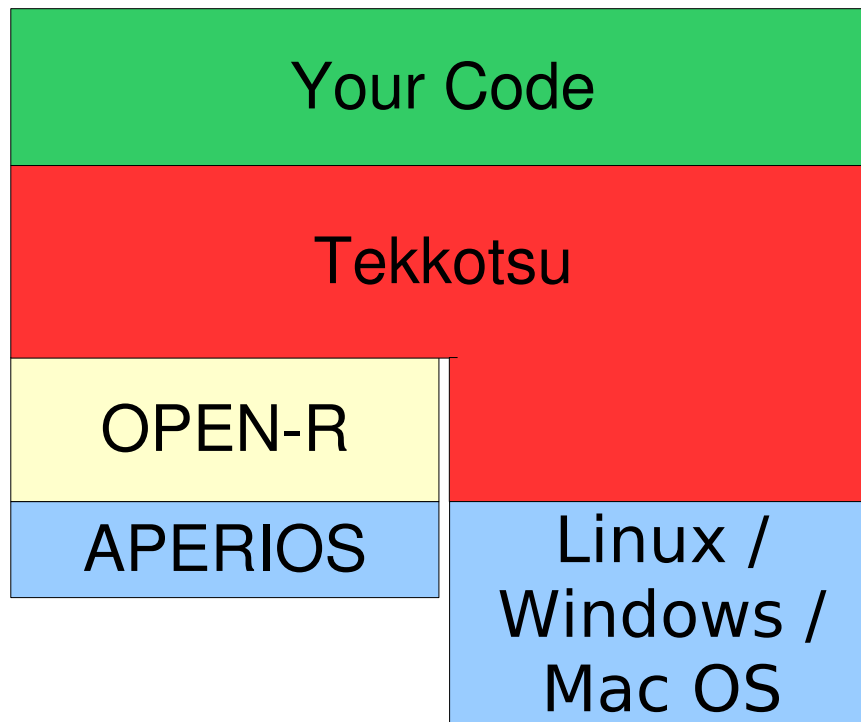 Your Code
Tekkotsu
OPEN-R
APERIOS
Linux /
Windows /
Mac OS